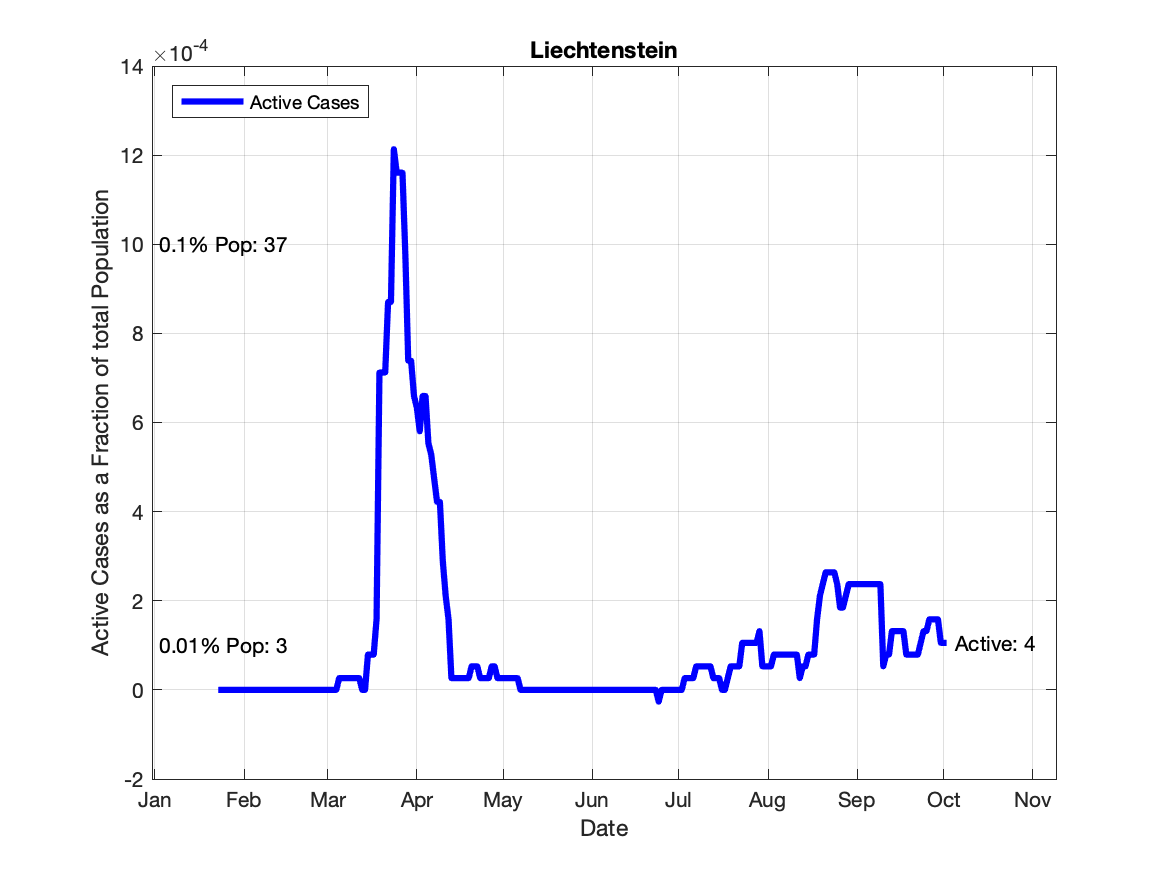 ×10-4
Liechtenstein
14
Active Cases
12
0.1% Pop: 37
10
8
6
4
2
0.01% Pop: 3
Active: 4
0
-2
Active Cases as a Fraction of total Population
Jan Feb Mar Apr May Jun Jul Aug Sep Oct Nov
Date